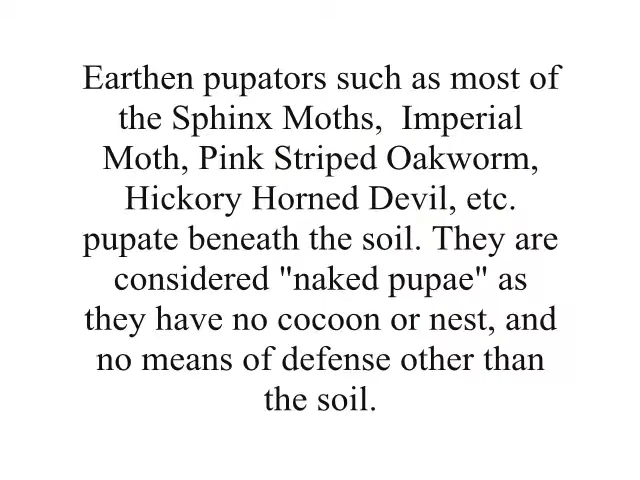 Earthen pupators such as most of
the Sphinx Moths,  Imperial
Moth, Pink Striped Oakworm,
Hickory Horned Devil, etc.
pupate beneath the soil. They are
considered "naked pupae" as
they have no cocoon or nest, and
no means of defense other than
the soil.